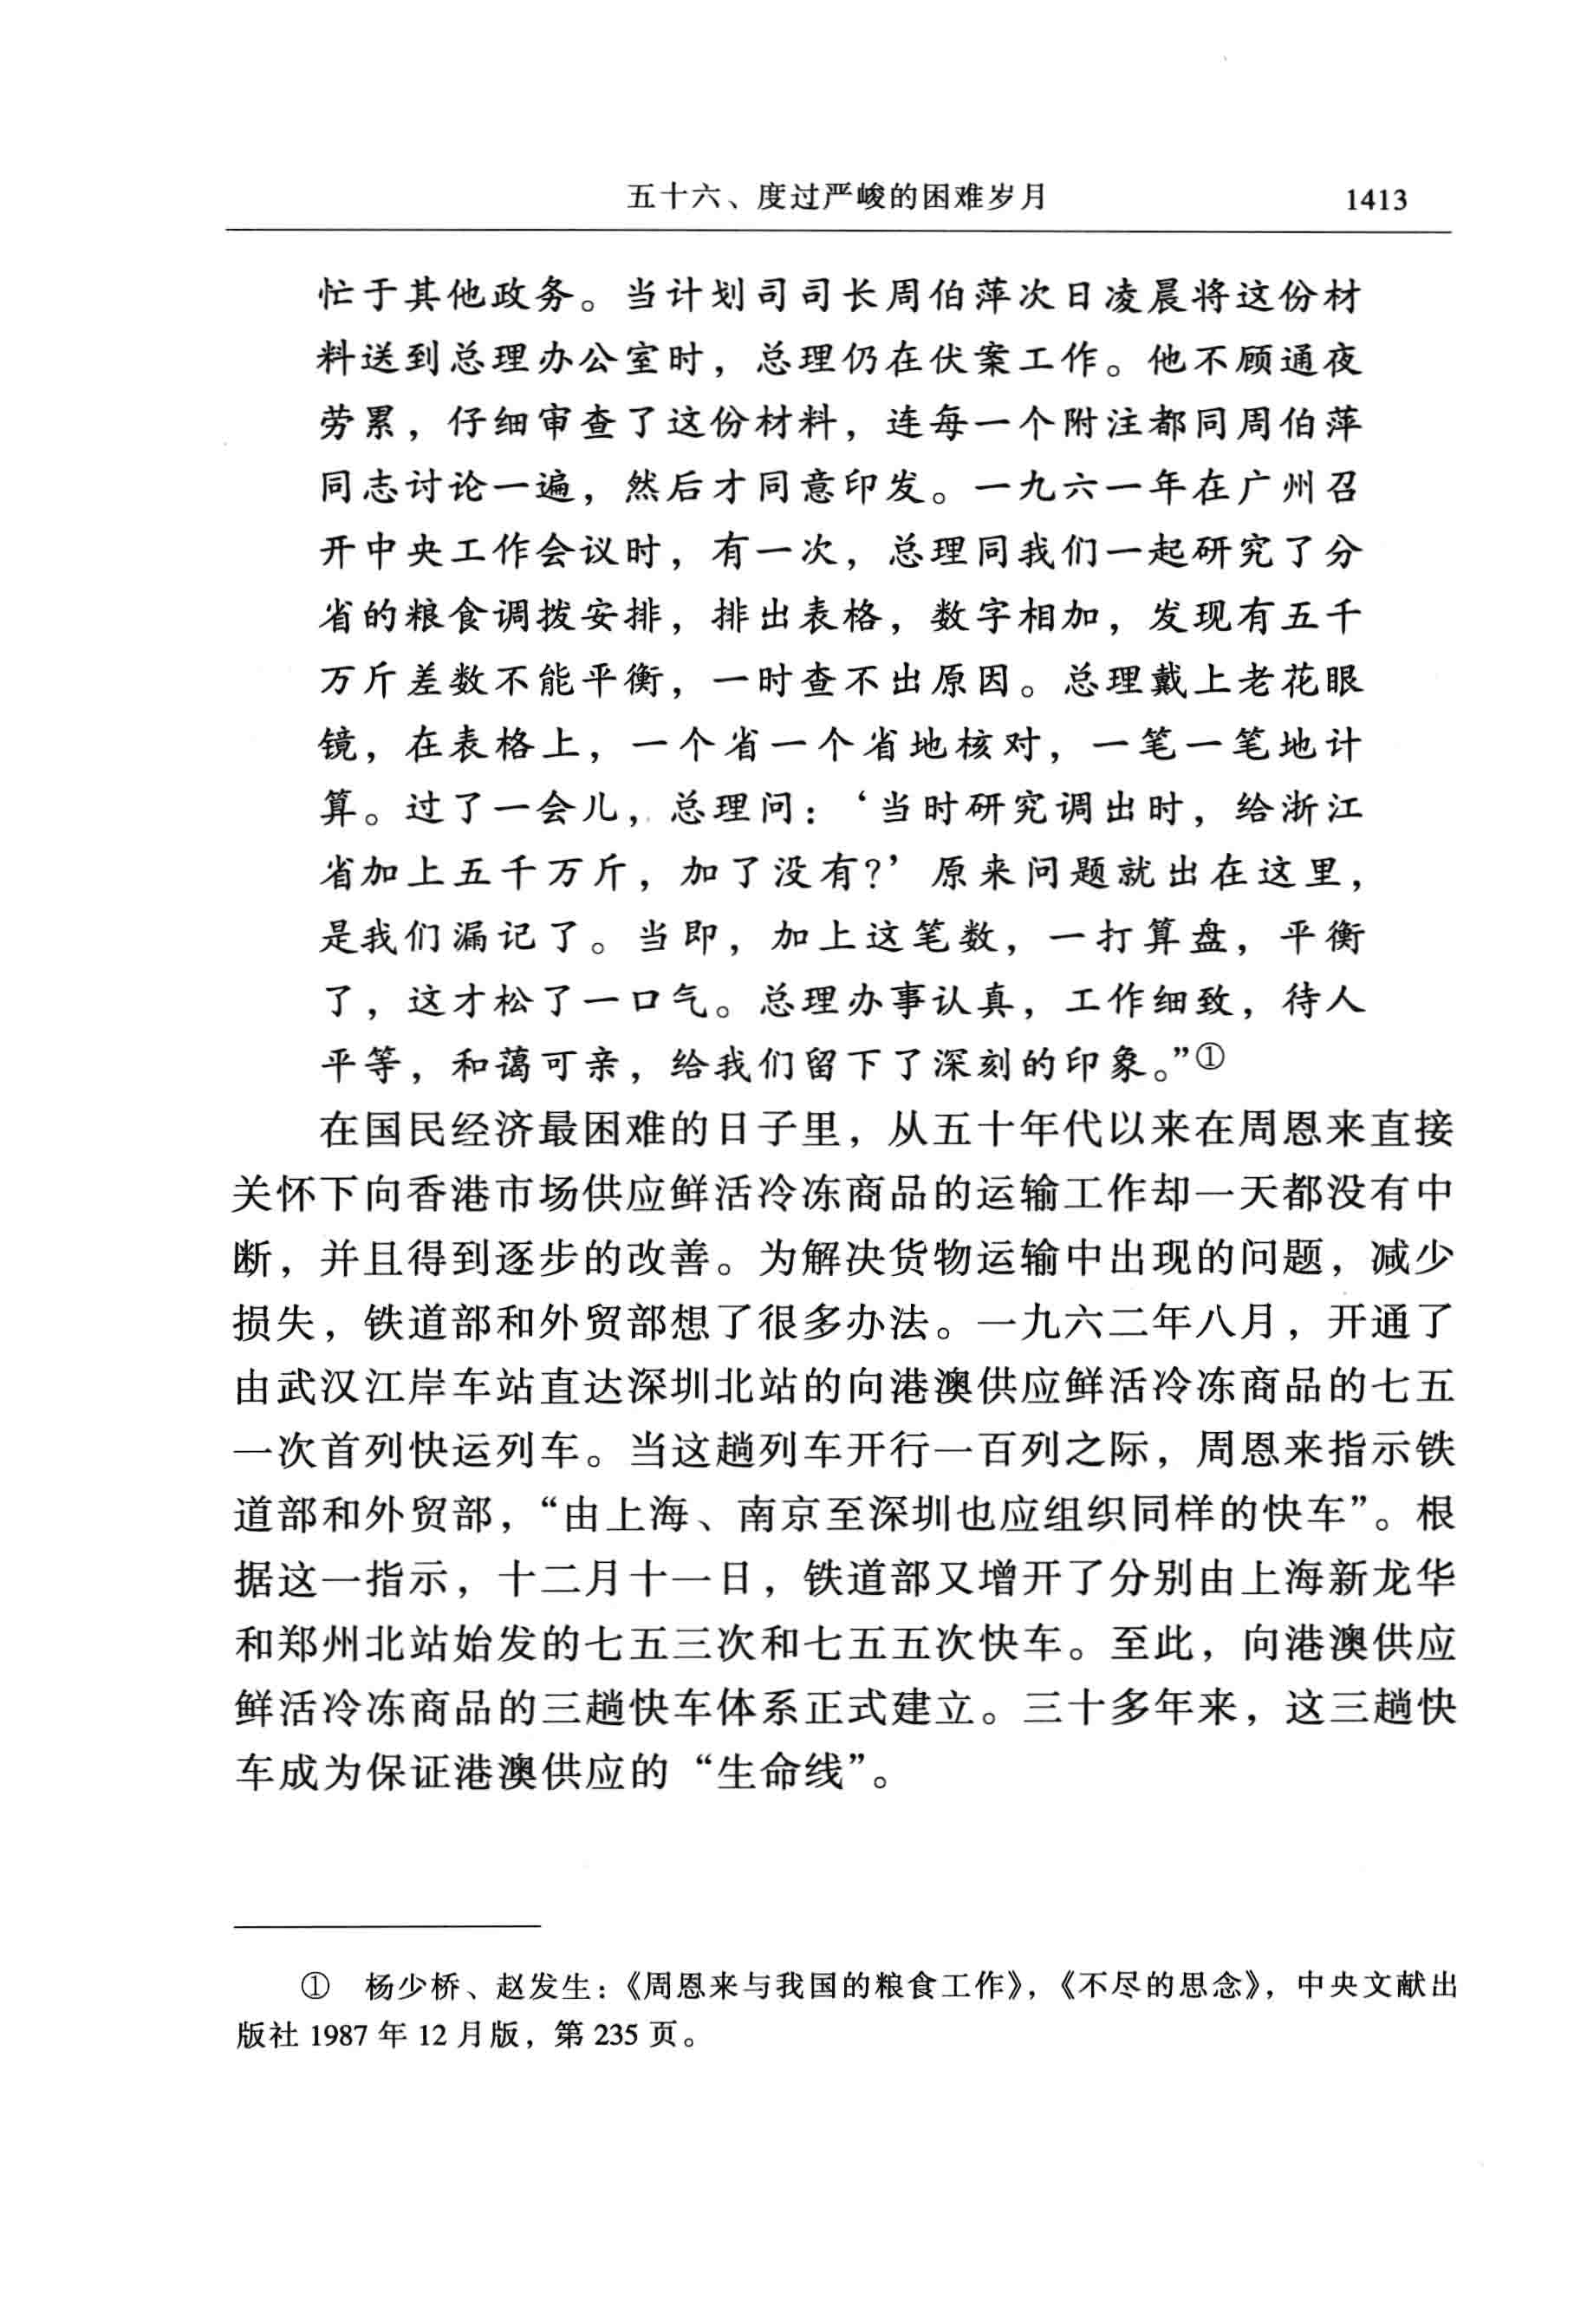 五十六、度过严峻的困难岁月 1413
忙于其他政务。当计划司司长周伯萍次日凌晨将这份材
料送到总理办公室时，总理仍在伏案工作。他不顾通夜
劳累，仔细审查了这份材料，连每一个附注都同周伯萍
同志讨论一遍，然后才同意印发。一九六一年在广州召
开中央工作会议时，有一次，总理同我们一起研究了分
省的粮食调拨安排，排出表格，数字相加，发现有五千
万斤差数不能平衡，一时查不出原因。总理戴上老花眼
镜，在表格上，一个省一个省地核对，一笔一笔地计
算。过了一会儿，总理问：‘当时研究调出时，给浙江
省加上五千万斤，加了没有？’原来问题就出在这里，
是我们漏记了。当即，加上这笔数，一打算盘，平衡
了，这才松了一口气。总理办事认真，工作细致，待人
平等，和蔼可亲，给我们留下了深刻的印象。”①
在国民经济最困难的日子里，从五十年代以来在周恩来直接
关怀下向香港市场供应鲜活冷冻商品的运输工作却一天都没有中
断，并且得到逐步的改善。为解决货物运输中出现的问题，减少
损失，铁道部和外贸部想了很多办法。一九六二年八月，开通了
由武汉江岸车站直达深圳北站的向港澳供应鲜活冷冻商品的七五
一次首列快运列车。当这趟列车开行一百列之际，周恩来指示铁
道部和外贸部，“由上海、南京至深圳也应组织同样的快车”。根
据这一指示，十二月十一日，铁道部又增开了分别由上海新龙华
和郑州北站始发的七五三次和七五五次快车。至此，向港澳供应
鲜活冷冻商品的三趟快车体系正式建立。三十多年来，这三趟快
车成为保证港澳供应的“生命线”。
① 杨少桥、赵发生：《周恩来与我国的粮食工作》，《不尽的思念》，中央文献出
版社 1987 年 12 月版，第 235 页。